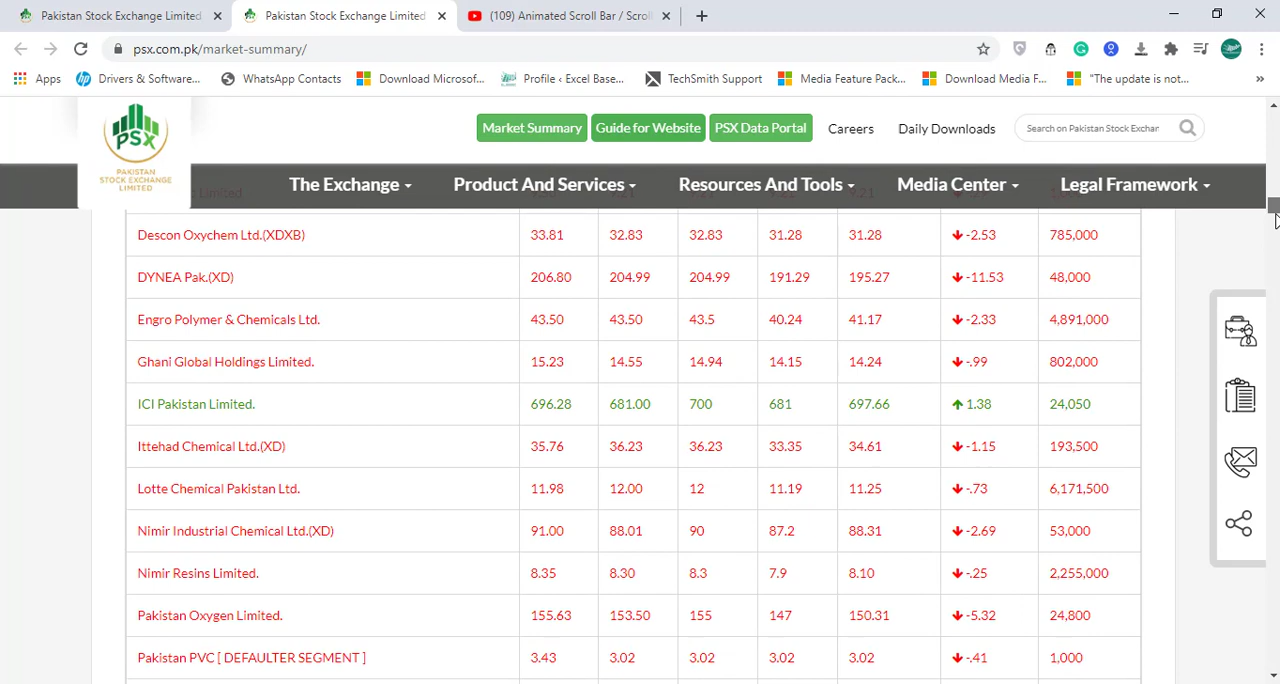 Pakistan Stock Exchange Limited
Pakistan Stock Exchange Limited
(109) Animated Scroll Bar / Scrol
psx.com.pk/market-summary/
Apps
Drivers & Software...
WhatsApp Contacts
Download Microsof...
Profile ‹ Excel Base...
TechSmith Support
Media Feature Pack...
Download Media F...
"The update is not...
»
PSX
PAKISTAN
STOCK EXCHANGE
LIMITED
Market Summary
Guide for Website
PSX Data Portal
Careers
Daily Downloads
Search on Pakistan Stock Exchar
The Exchange
Product And Services
Resources And Tools
Media Center
Legal Framework
Limited 9.21
Descon Oxychem Ltd.(XDXB) 33.81 32.83 32.83 31.28 31.28 -2.53 785,000
DYNEA Pak.(XD) 206.80 204.99 204.99 191.29 195.27 -11.53 48,000
Engro Polymer & Chemicals Ltd. 43.50 43.50 43.5 40.24 41.17 -2.33 4,891,000
Ghani Global Holdings Limited. 15.23 14.55 14.94 14.15 14.24 -.99 802,000
ICI Pakistan Limited. 696.28 681.00 700 681 697.66 1.38 24,050
Ittehad Chemical Ltd.(XD) 35.76 36.23 36.23 33.35 34.61 -1.15 193,500
Lotte Chemical Pakistan Ltd. 11.98 12.00 12 11.19 11.25 -.73 6,171,500
Nimir Industrial Chemical Ltd.(XD) 91.00 88.01 90 87.2 88.31 -2.69 53,000
Nimir Resins Limited. 8.35 8.30 8.3 7.9 8.10 -.25 2,255,000
Pakistan Oxygen Limited. 155.63 153.50 155 147 150.31 -5.32 24,800
Pakistan PVC [ DEFAULTER SEGMENT ] 3.43 3.02 3.02 3.02 3.02 -.41 1,000